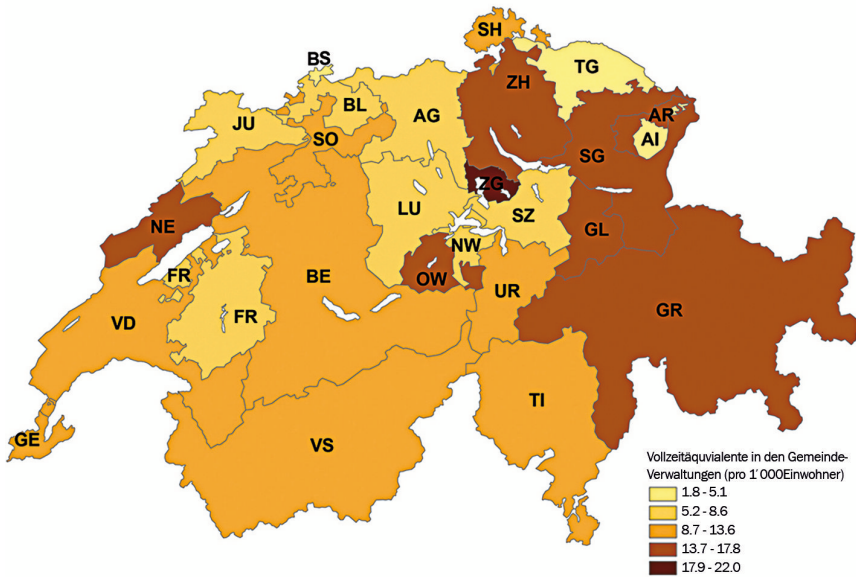 SH
BS
TG
ZH
BL
AG
JU
AR
SO
AI
SG
ZG
LU
SZ
NE
NW
GL
FR
BE
OW
UR
GR
VD
FR
TI
GE
VS
Vollzeitäquvialente in den Gemeinde-
Verwaltungen (pro 1´000Einwohner)
1.8 - 5.1
5.2 - 8.6
8.7 - 13.6
13.7 - 17.8
17.9 - 22.0